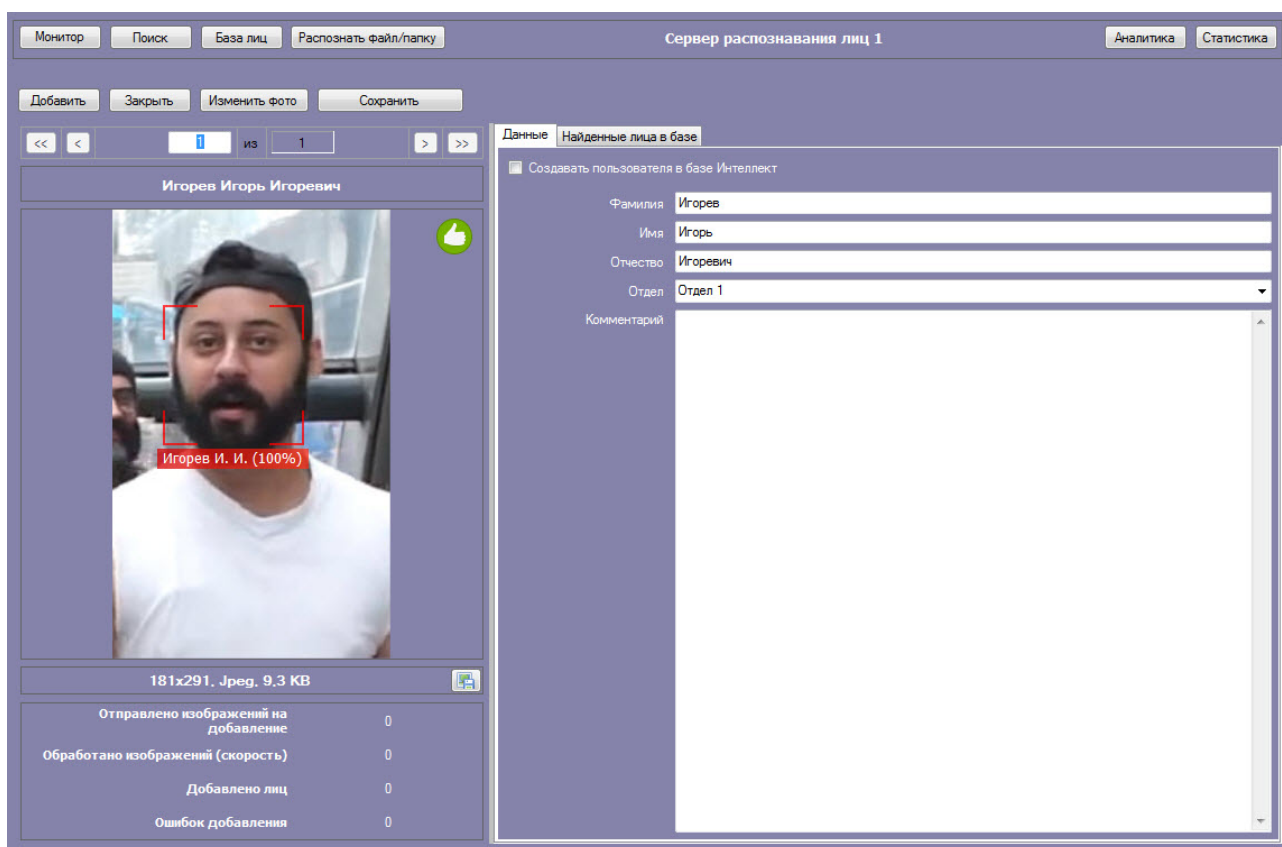 Монитор Поиск База лиц Распознать файл/папку Сервер распознавания лиц 1 Аналитика Статистика
Добавить Закрыть Изменить фото Сохранить
<< < 1 из 1 > >>
Игорев Игорь Игоревич
Игорев И. И. (100%)
181x291, Jpeg, 9,3 KB
Отправлено изображений на
добавление 0
Обработано изображений (скорость) 0
Добавлено лиц 0
Ошибок добавления 0
Данные Найденные лица в базе
Создавать пользователя в базе Интеллект
Фамилия Игорев
Имя Игорь
Отчество Игоревич
Отдел Отдел 1
Комментарий